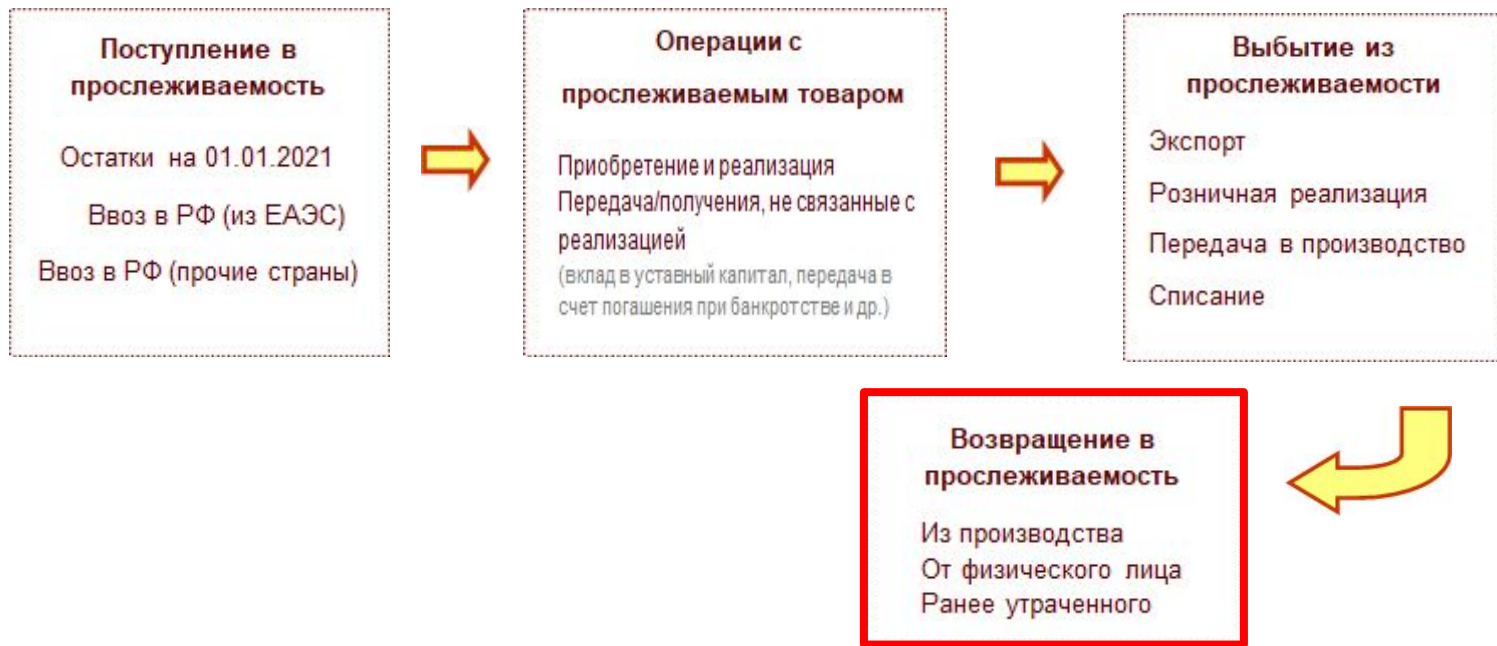 Поступление в
прослеживаемость
Остатки на 01.01.2021
Ввоз в РФ (из ЕАЭС)
Ввоз в РФ (прочие страны)
Операции с
прослеживаемым товаром
Приобретение и реализация
Передача/получения, не связанные с
реализацией
(вклад в уставный капитал, передача в
счет погашения при банкротстве и др.)
Выбытие из
прослеживаемости
Экспорт
Розничная реализация
Передача в производство
Списание
Возвращение в
прослеживаемость
Из производства
От физического лица
Ранее утраченного